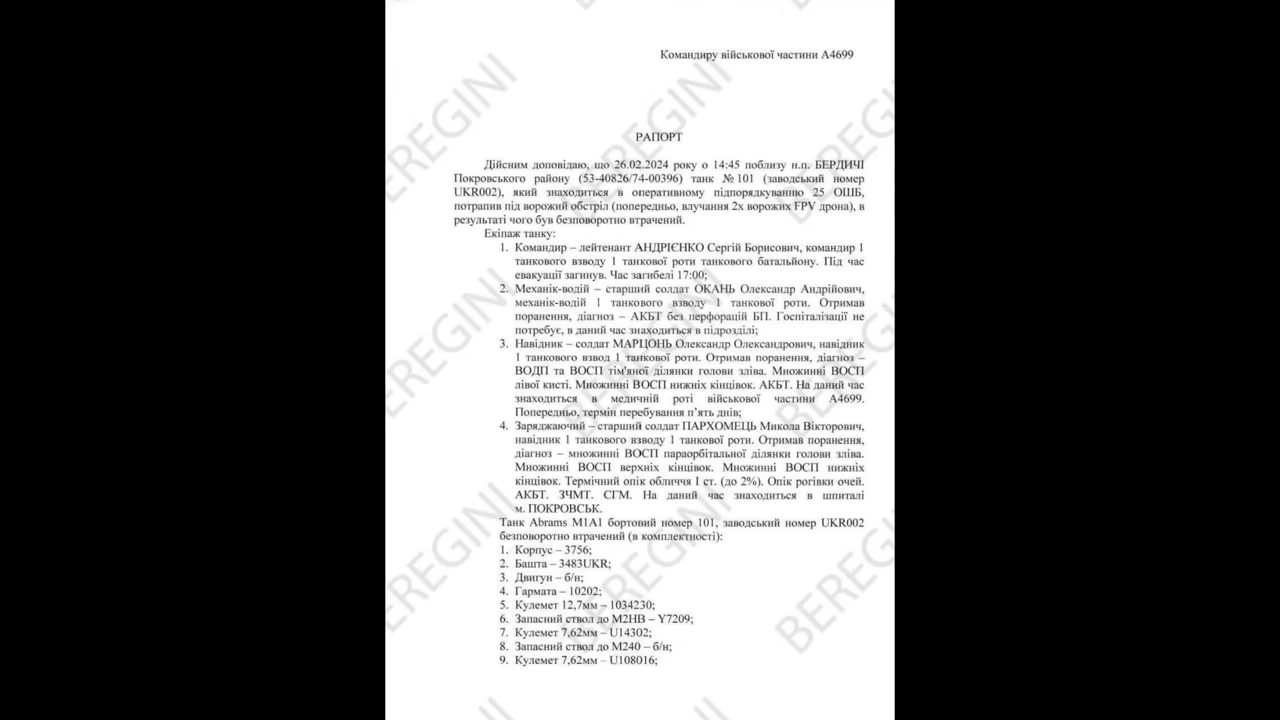 Командиру військової частини А4699
РАПОРТ
Дійсним доповідаю, що 26.02.2024 року о 14:45 поблизу н.п. БЕРДИЧІ
Покровського району (53-40826/74-00396) танк №101 (заводський номер
UKR002), який знаходиться в оперативному підпорядкуванню 25 ОШБ,
потрапив під ворожий обстріл (попередньо, влучання 2х ворожих FPV дрона), в
результаті чого був безповоротно втрачений.
Екіпаж танку:
1. Командир – лейтенант АНДРІЄНКО Сергій Борисович, командир 1
танкового взводу 1 танкової роти танкового батальйону. Під час
евакуації загинув. Час загибелі 17:00;
2. Механік-водій – старший солдат ОКАНЬ Олександр Андрійович,
механік-водій 1 танкового взводу 1 танкової роти. Отримав
поранення, діагноз – АКБТ без перфорацій БП. Госпіталізації не
потребує, в даний час знаходиться в підрозділі;
3. Навідник – солдат МАРЦОНЬ Олександр Олександрович, навідник
1 танкового взвод 1 танкової роти. Отримав поранення, діагноз –
ВОДП та ВОСП тім'яної ділянки голови зліва. Множинні ВОСП
лівої кисті. Множинні ВОСП нижніх кінцівок. АКБТ. На даний час
знаходиться в медичній роті військової частини А4699.
Попередньо, термін перебування п'ять днів;
4. Заряджаючий – старший солдат ПАРХОМЕЦЬ Микола Вікторович,
навідник 1 танкового взводу 1 танкової роти. Отримав поранення,
діагноз – множинні ВОСП параорбітальної ділянки голови зліва.
Множинні ВОСП верхніх кінцівок. Множинні ВОСП нижніх
кінцівок. Термічний опік обличчя І ст. (до 2%). Опік рогівки очей.
АКБТ. ЗЧМТ. СГМ. На даний час знаходиться в шпиталі
м. ПОКРОВСЬК.
Танк Abrams M1A1 бортовий номер 101, заводський номер UKR002
безповоротно втрачений (в комплектності):
1. Корпус – 3756;
2. Башта – 3483UKR;
3. Двигун – б/н;
4. Гармата – 10202;
5. Кулемет 12,7мм – 1034230;
6. Запасний ствол до М2НВ – Y7209;
7. Кулемет 7,62мм – U14302;
8. Запасний ствол до М240 – б/н;
9. Кулемет 7,62мм – U108016;
BEREGINI
BEREGINI
BEREGINI
BEREGINI
BEREGINI
BEREGINI
BEREGINI
BEREGINI